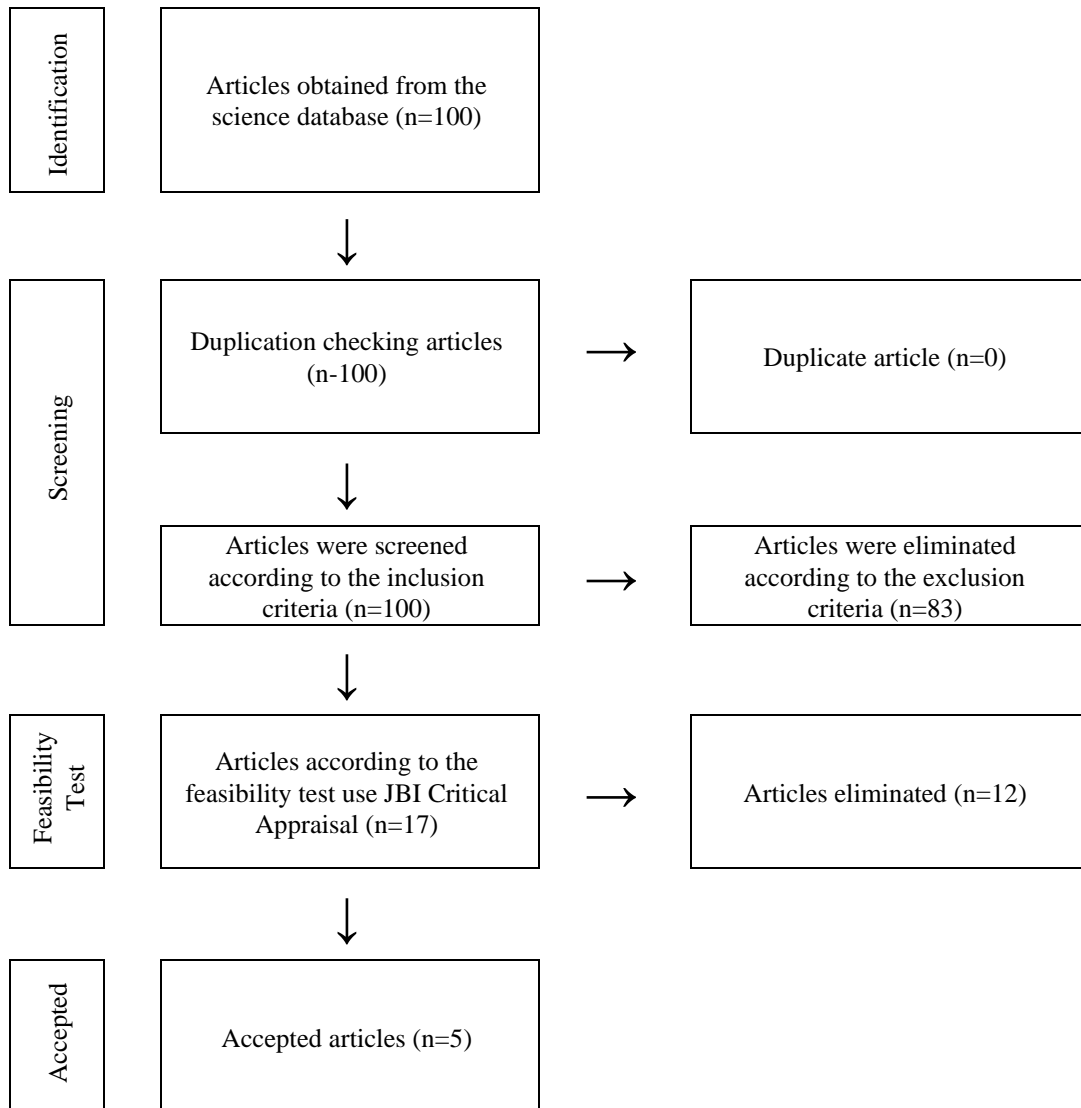 Identification
Articles obtained from the
science database (n=100)
↓
Screening
Duplication checking articles
(n-100)
→
Duplicate article (n=0)
↓
Articles were screened
according to the inclusion
criteria (n=100)
→
Articles were eliminated
according to the exclusion
criteria (n=83)
↓
Feasibility
Test
Articles according to the
feasibility test use JBI Critical
Appraisal (n=17)
→
Articles eliminated (n=12)
↓
Accepted
Accepted articles (n=5)